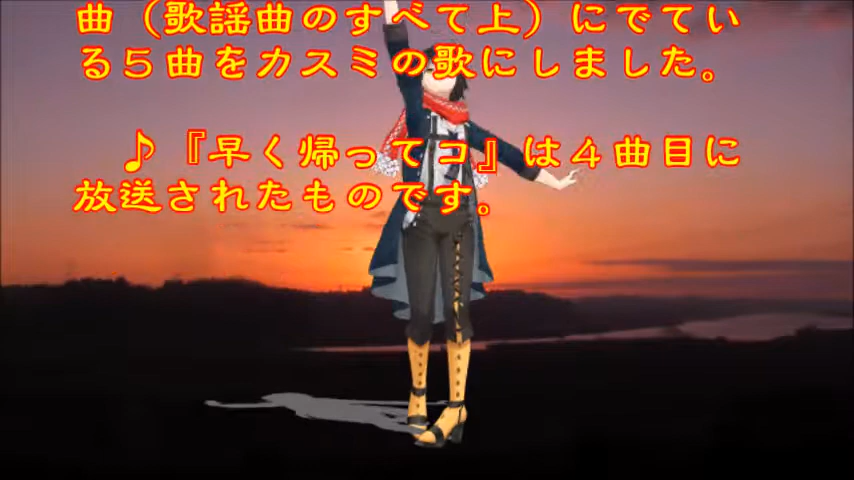 曲（歌謡曲のすべて上）にでてい
る５曲をカスミの歌にしました。
♪『早く帰ってコ』は４曲目に
放送されたものです。